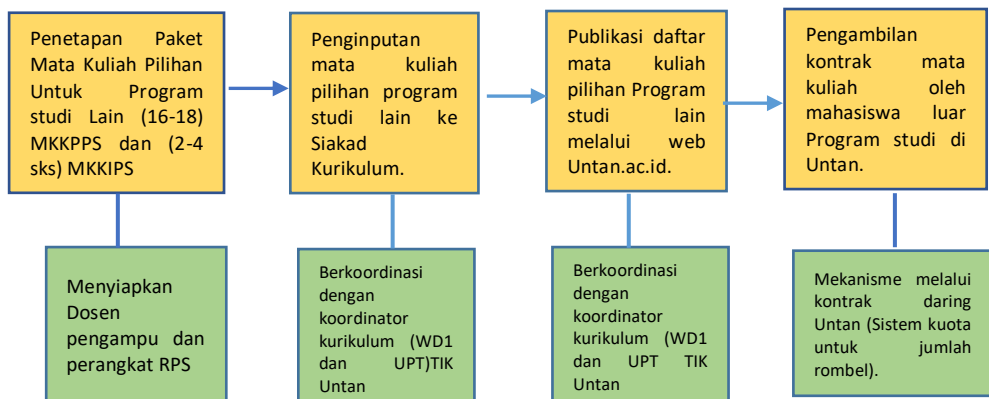 Penetapan Paket
Mata Kuliah Pilihan
Untuk Program
studi Lain (16-18)
MKKPPS dan (2-4
sks) MKKIPS
Penginputan
mata kuliah
pilihan program
studi lain ke
Siakad
Kurikulum.
Publikasi daftar
mata kuliah
pilihan Program
studi lain
melalui web
Untan.ac.id.
Pengambilan
kontrak mata
kuliah oleh
mahasiswa luar
Program studi di
Untan.
Menyiapkan
Dosen
pengampu dan
perangkat RPS
Berkoordinasi
dengan
koordinator
kurikulum (WD1
dan UPT)TIK
Untan
Berkoordinasi
dengan
koordinator
kurikulum (WD1
dan UPT TIK
Untan
Mekanisme melalui
kontrak daring
Untan (Sistem kuota
untuk jumlah
rombel).